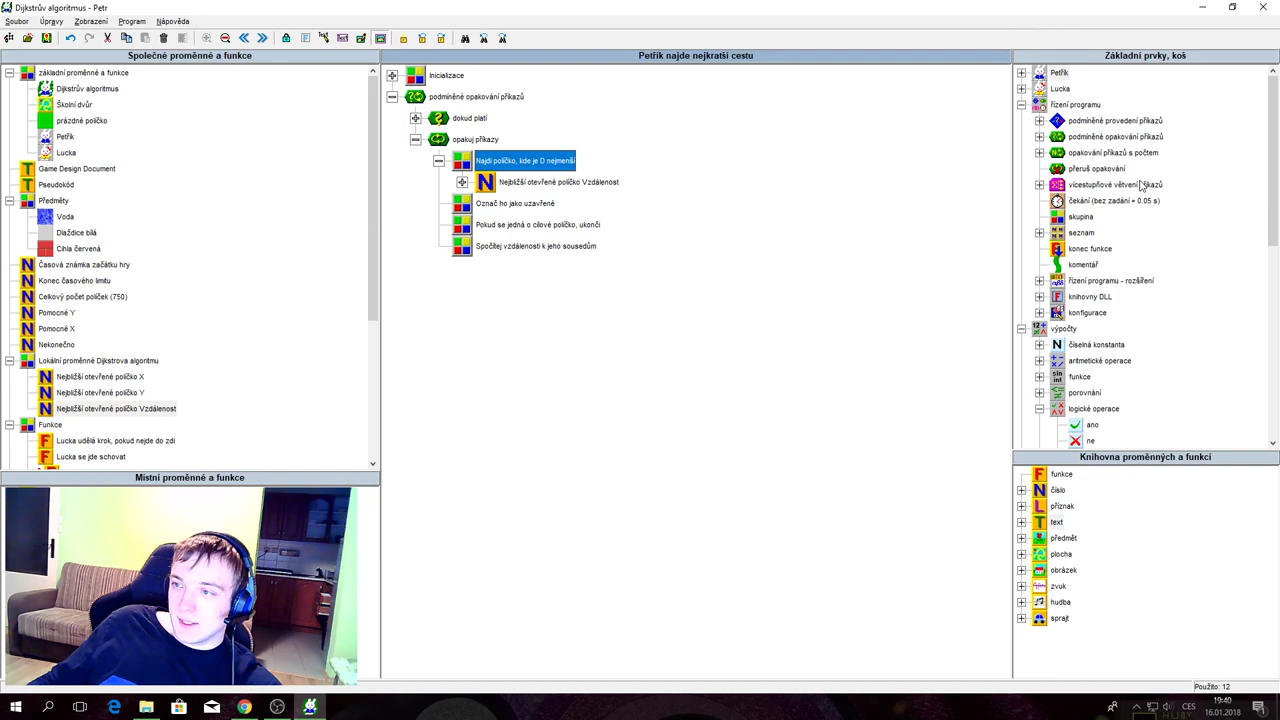 Dijkstrův algoritmus - Petr
Soubor Úpravy Zobrazení Program Nápověda
Společné proměnné a funkce
základní proměnné a funkce
Dijkstrův algoritmus
Školní dvůr
prázdné políčko
Petřík
Lucka
Game Design Document
Pseudokód
Předměty
Voda
Dlaždice bílá
Cihla červená
Časová známka začátku hry
Konec časového limitu
Celkový počet políček (750)
Pomocné Y
Pomocné X
Nekonečno
Lokální proměnné Dijkstrova algoritmu
Nejbližší otevřené políčko X
Nejbližší otevřené políčko Y
Nejbližší otevřené políčko Vzdálenost
Funkce
Lucka udělá krok, pokud nejde do zdi
Lucka se jde schovat
Místní proměnné a funkce
Petřík najde nejkratší cestu
Inicializace
podmíněné opakování příkazů
dokud platí
opakuj příkazy
Najdi políčko, kde je D nejmenší
Nejbližší otevřené políčko Vzdálenost
Označ ho jako uzavřené
Pokud se jedná o cílové políčko, ukonči
Spočítej vzdálenosti k jeho sousedům
Základní prvky, koš
Petřík
Lucka
řízení programu
podmíněné provedení příkazů
podmíněné opakování příkazů
opakování příkazů s počtem
přeruš opakování
vícestupňové větvení příkazů
čekání (bez zadání = 0.05 s)
skupina
seznam
konec funkce
komentář
řízení programu - rozšíření
knihovny DLL
konfigurace
výpočty
číselná konstanta
aritmetické operace
funkce
porovnání
logické operace
ano
ne
Knihovna proměnných a funkcí
funkce
číslo
příznak
text
předmět
plocha
obrázek
zvuk
hudba
sprajt
Použito: 12
CES
19:40
16.01.2018